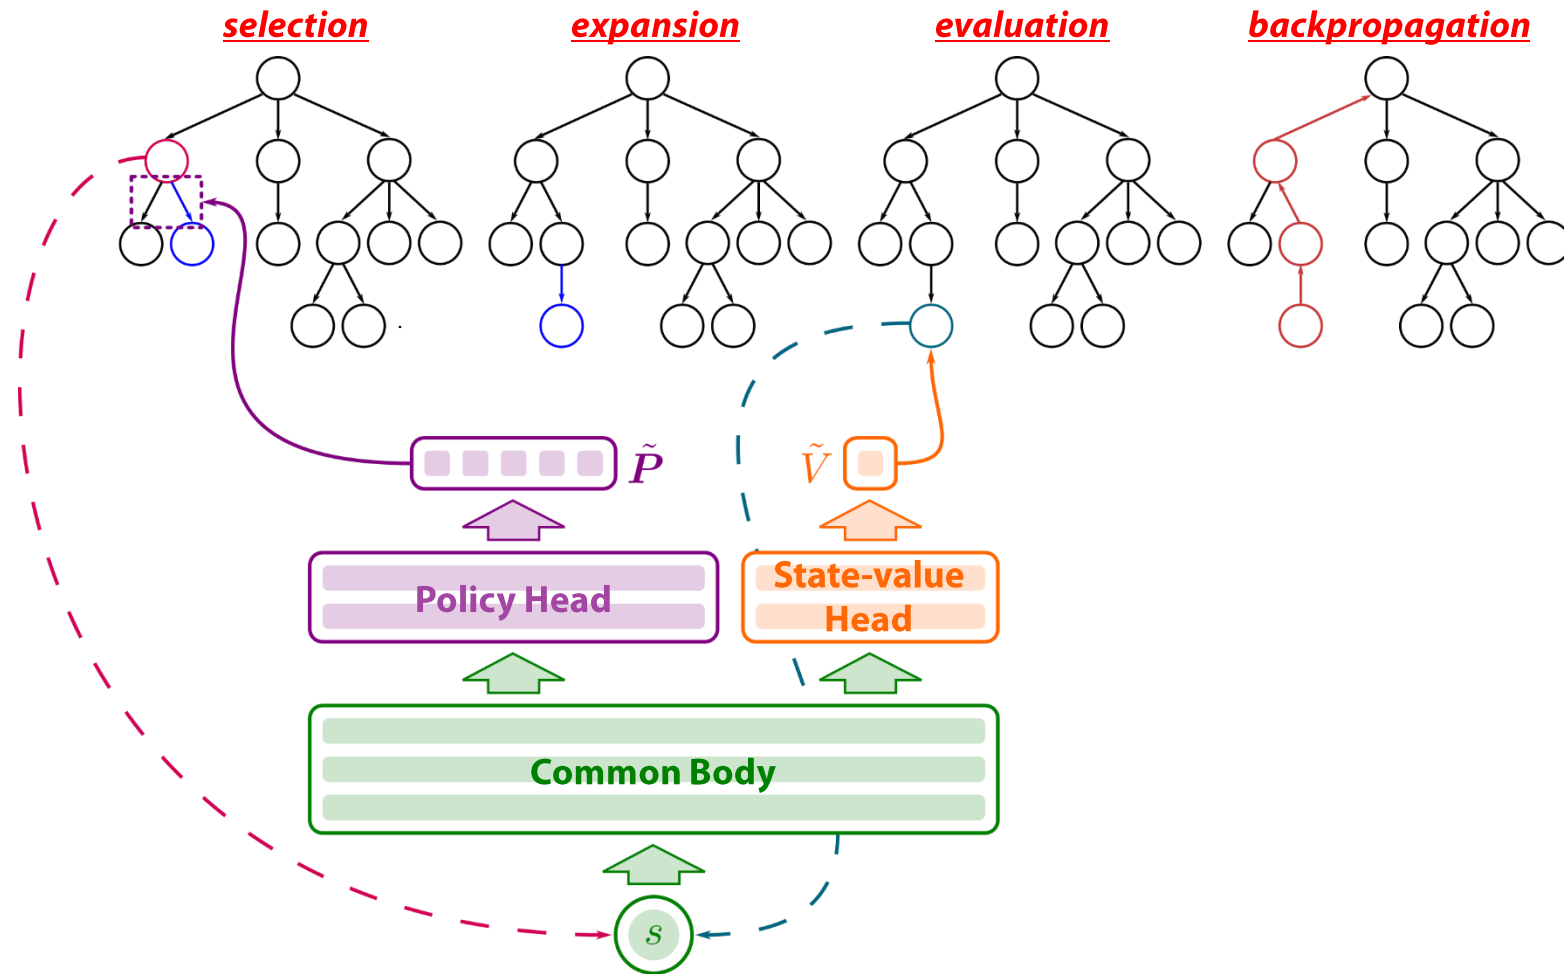 selection
expansion
evaluation
backpropagation
P̃
Ṽ
Policy Head
State-value
Head
Common Body
s